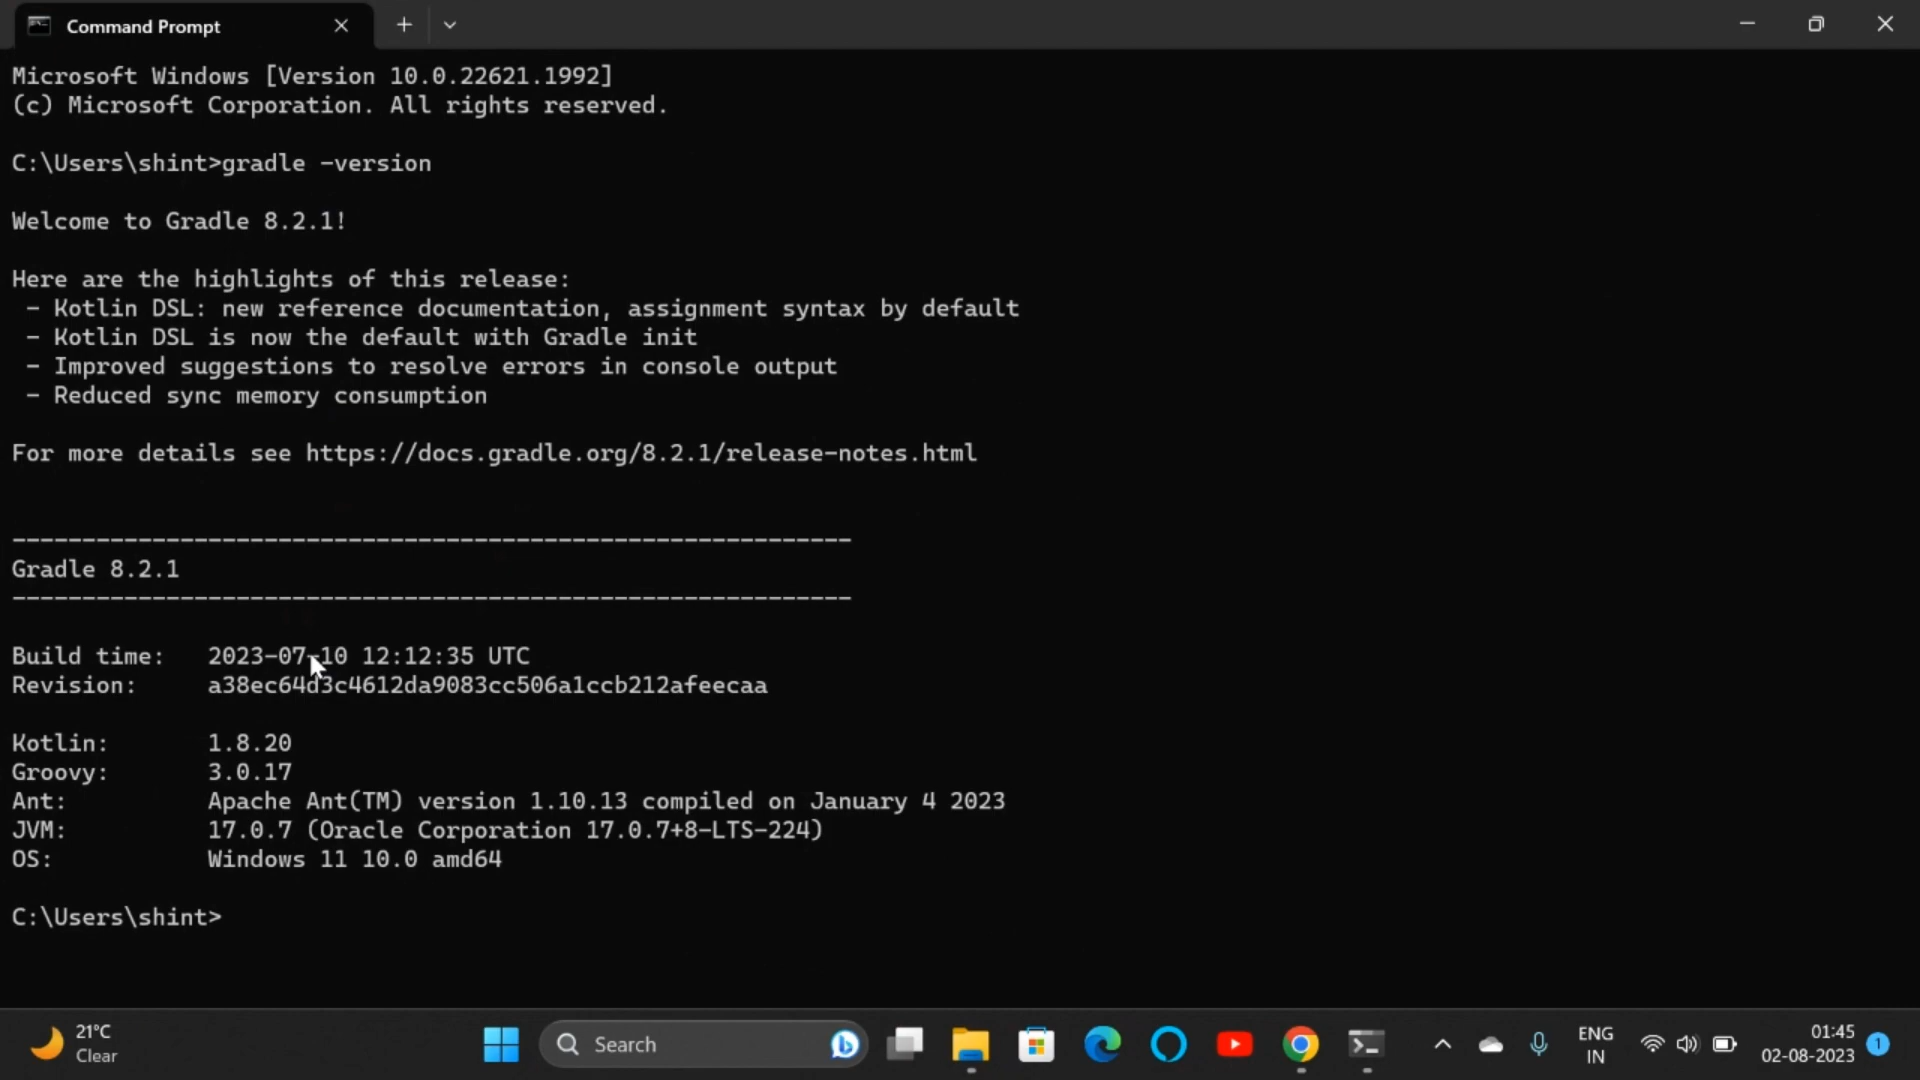 Command Prompt
Microsoft Windows [Version 10.0.22621.1992]
(c) Microsoft Corporation. All rights reserved.
C:\Users\shint>gradle -version
Welcome to Gradle 8.2.1!
Here are the highlights of this release:
- Kotlin DSL: new reference documentation, assignment syntax by default
- Kotlin DSL is now the default with Gradle init
- Improved suggestions to resolve errors in console output
- Reduced sync memory consumption
For more details see https://docs.gradle.org/8.2.1/release-notes.html
------------------------------------------------------------
Gradle 8.2.1
------------------------------------------------------------
Build time:   2023-07-10 12:12:35 UTC
Revision:     a38ec64d3c4612da9083cc506a1ccb212afeecaa
Kotlin:       1.8.20
Groovy:       3.0.17
Ant:          Apache Ant(TM) version 1.10.13 compiled on January 4 2023
JVM:          17.0.7 (Oracle Corporation 17.0.7+8-LTS-224)
OS:           Windows 11 10.0 amd64
C:\Users\shint>
21°C
Clear
Search
ENG
IN
01:45
02-08-2023
1